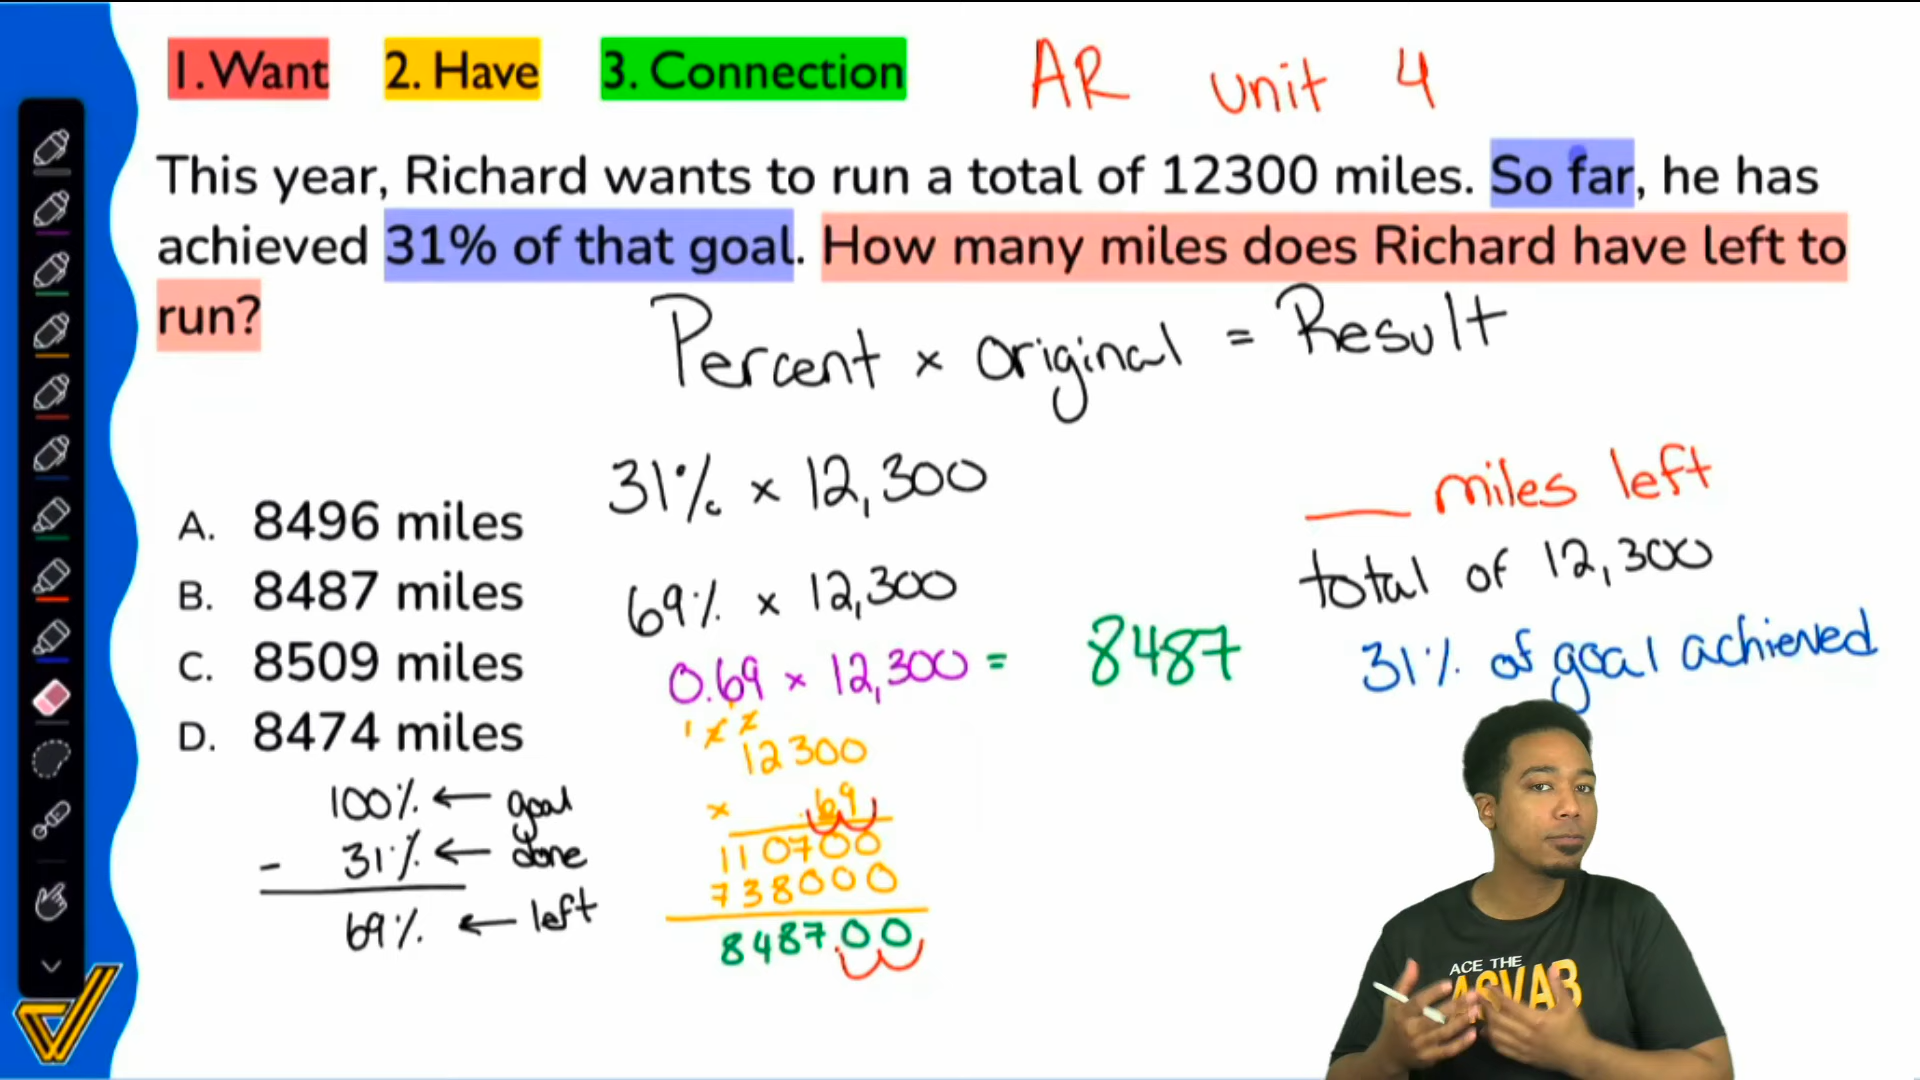 1. Want 2. Have 3. Connection AR unit 4
This year, Richard wants to run a total of 12300 miles. So far, he has
achieved 31% of that goal. How many miles does Richard have left to
run?
Percent × Original = Result
31% × 12,300
___ miles left
A. 8496 miles
total of 12,300
B. 8487 miles
69% × 12,300
31% of goal achieved
C. 8509 miles
0.69 × 12,300 = 8487
D. 8474 miles
1 2 2
12300
× .69
110700
738000
8487.00
100% ← goal
- 31% ← done
69% ← left
ACE THE
ASVAB